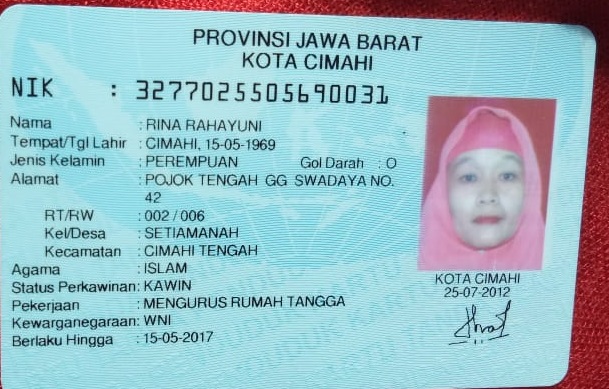 PROVINSI JAWA BARAT
KOTA CIMAHI
NIK : 3277025505690031
Nama : RINA RAHAYUNI
Tempat/Tgl Lahir : CIMAHI, 15-05-1969
Jenis Kelamin : PEREMPUAN Gol Darah : O
Alamat : POJOK TENGAH GG SWADAYA NO.
42
RT/RW : 002 / 006
Kel/Desa : SETIAMANAH
Kecamatan : CIMAHI TENGAH
Agama : ISLAM
Status Perkawinan: KAWIN
Pekerjaan : MENGURUS RUMAH TANGGA
Kewarganegaraan: WNI
Berlaku Hingga : 15-05-2017
KOTA CIMAHI
25-07-2012